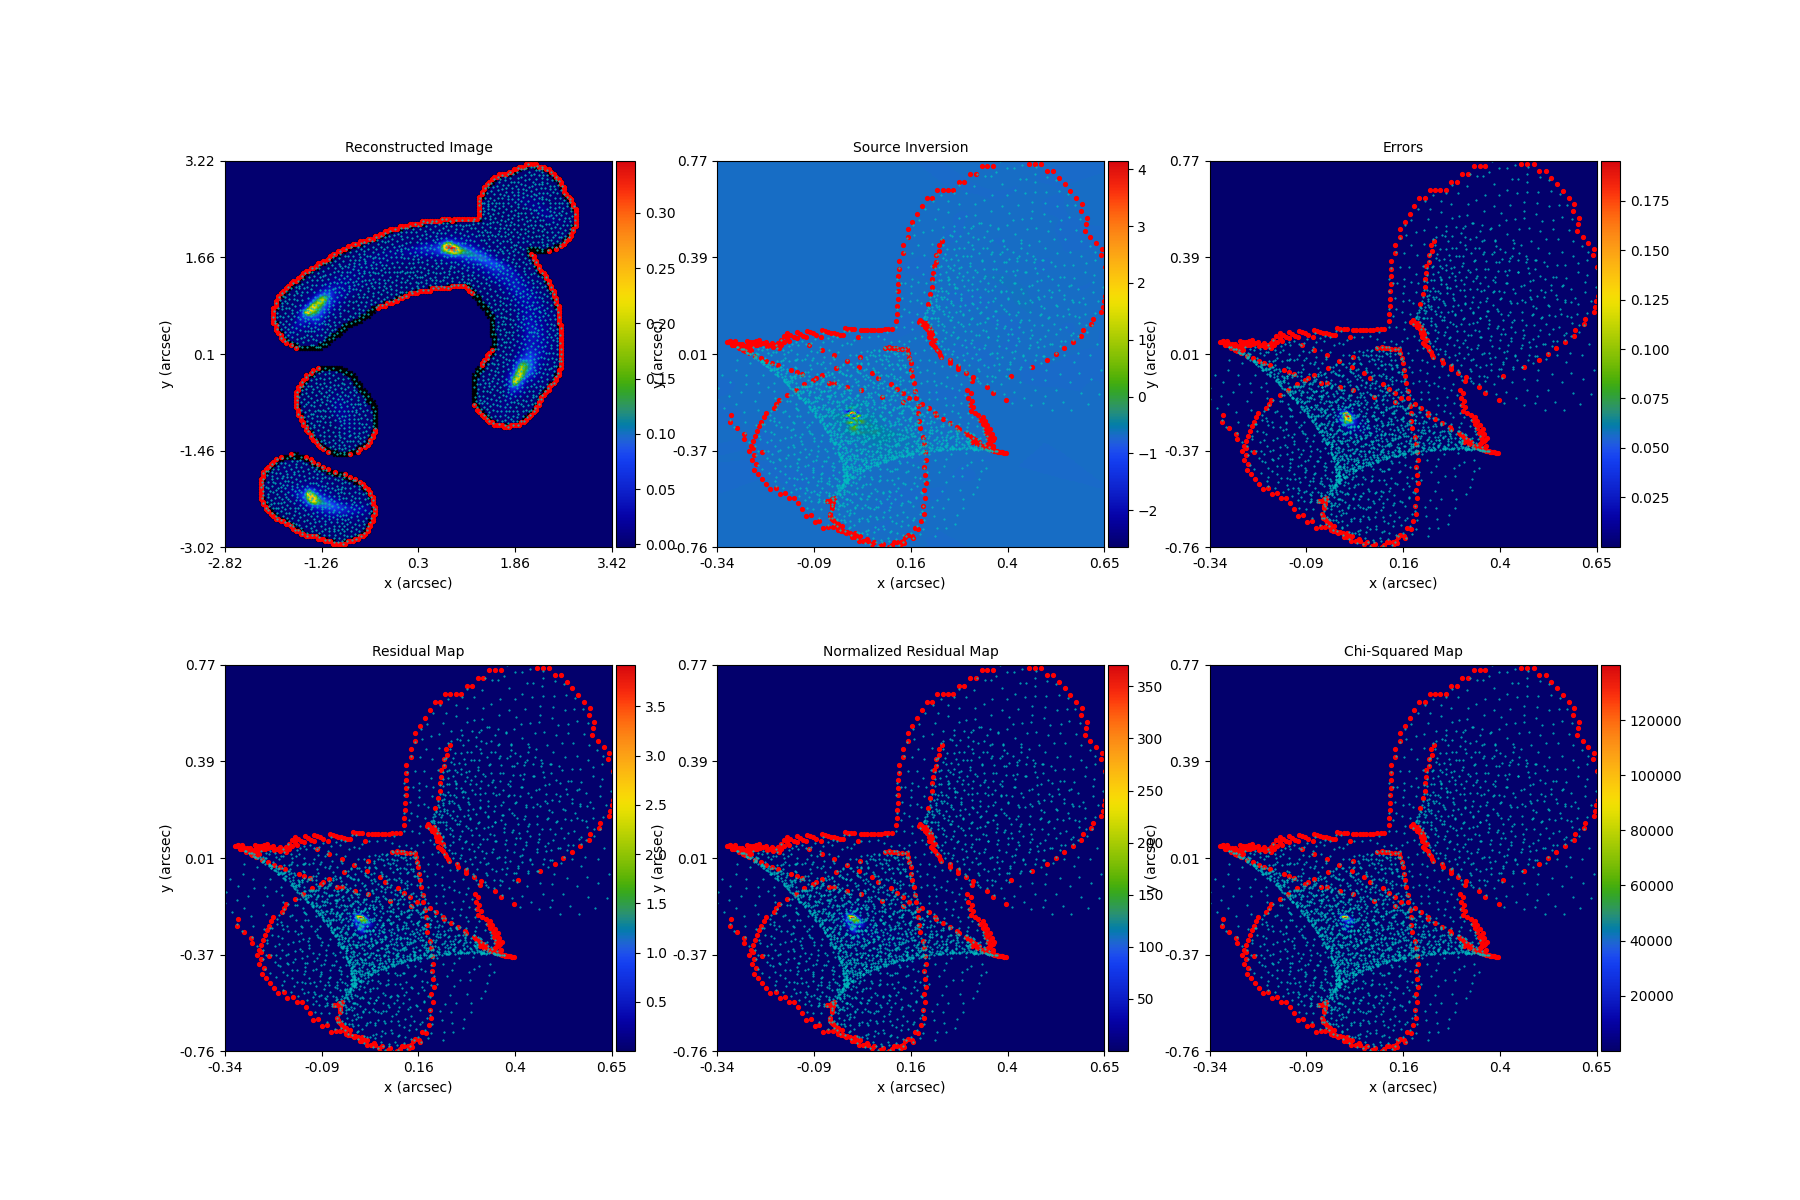 Reconstructed Image
3.22
1.66
0.1
-1.46
-3.02
y (arcsec)
-2.82 -1.26 0.3 1.86 3.42
x (arcsec)
0.30
0.25
0.20
0.15
0.10
0.05
0.00
Source Inversion
0.77
0.39
0.01
-0.37
-0.76
y (arcsec)
-0.34 -0.09 0.16 0.4 0.65
x (arcsec)
4
3
2
1
0
−1
−2
Errors
0.77
0.39
0.01
-0.37
-0.76
y (arcsec)
-0.34 -0.09 0.16 0.4 0.65
x (arcsec)
0.175
0.150
0.125
0.100
0.075
0.050
0.025
Residual Map
0.77
0.39
0.01
-0.37
-0.76
y (arcsec)
-0.34 -0.09 0.16 0.4 0.65
x (arcsec)
3.5
3.0
2.5
2.0
1.5
1.0
0.5
Normalized Residual Map
0.77
0.39
0.01
-0.37
-0.76
y (arcsec)
-0.34 -0.09 0.16 0.4 0.65
x (arcsec)
350
300
250
200
150
100
50
Chi-Squared Map
0.77
0.39
0.01
-0.37
-0.76
y (arcsec)
-0.34 -0.09 0.16 0.4 0.65
x (arcsec)
120000
100000
80000
60000
40000
20000